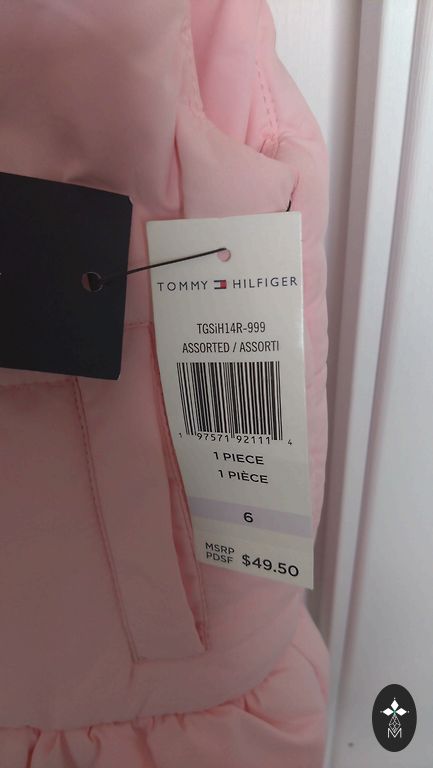 TOMMY HILFIGER
TGSiH14R-999
ASSORTED / ASSORTI
1 97571 92111 4
1 PIECE
1 PIÈCE
6
MSRP
PDSF $49.50
M